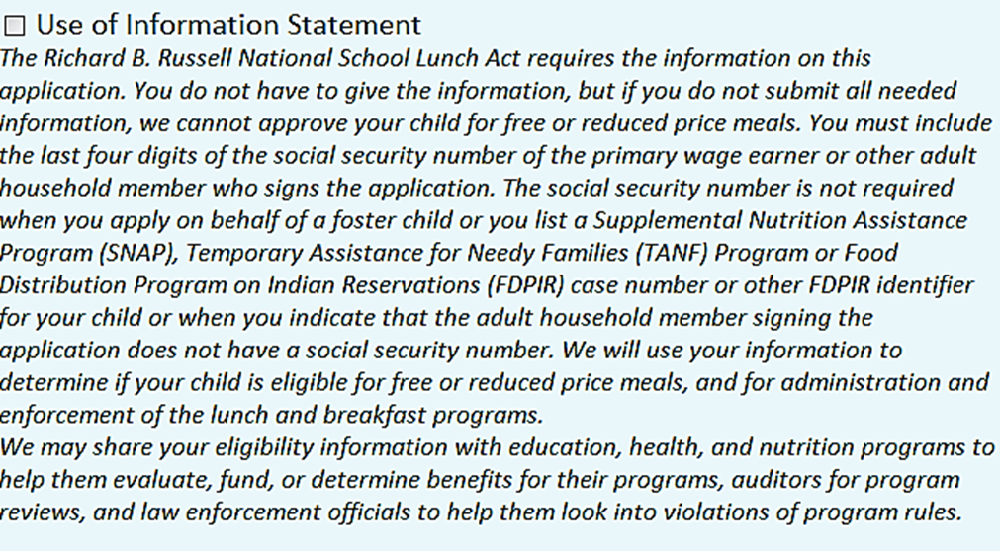 Use of Information Statement
The Richard B. Russell National School Lunch Act requires the information on this
application. You do not have to give the information, but if you do not submit all needed
information, we cannot approve your child for free or reduced price meals. You must include
the last four digits of the social security number of the primary wage earner or other adult
household member who signs the application. The social security number is not required
when you apply on behalf of a foster child or you list a Supplemental Nutrition Assistance
Program (SNAP), Temporary Assistance for Needy Families (TANF) Program or Food
Distribution Program on Indian Reservations (FDPIR) case number or other FDPIR identifier
for your child or when you indicate that the adult household member signing the
application does not have a social security number. We will use your information to
determine if your child is eligible for free or reduced price meals, and for administration and
enforcement of the lunch and breakfast programs.
We may share your eligibility information with education, health, and nutrition programs to
help them evaluate, fund, or determine benefits for their programs, auditors for program
reviews, and law enforcement officials to help them look into violations of program rules.